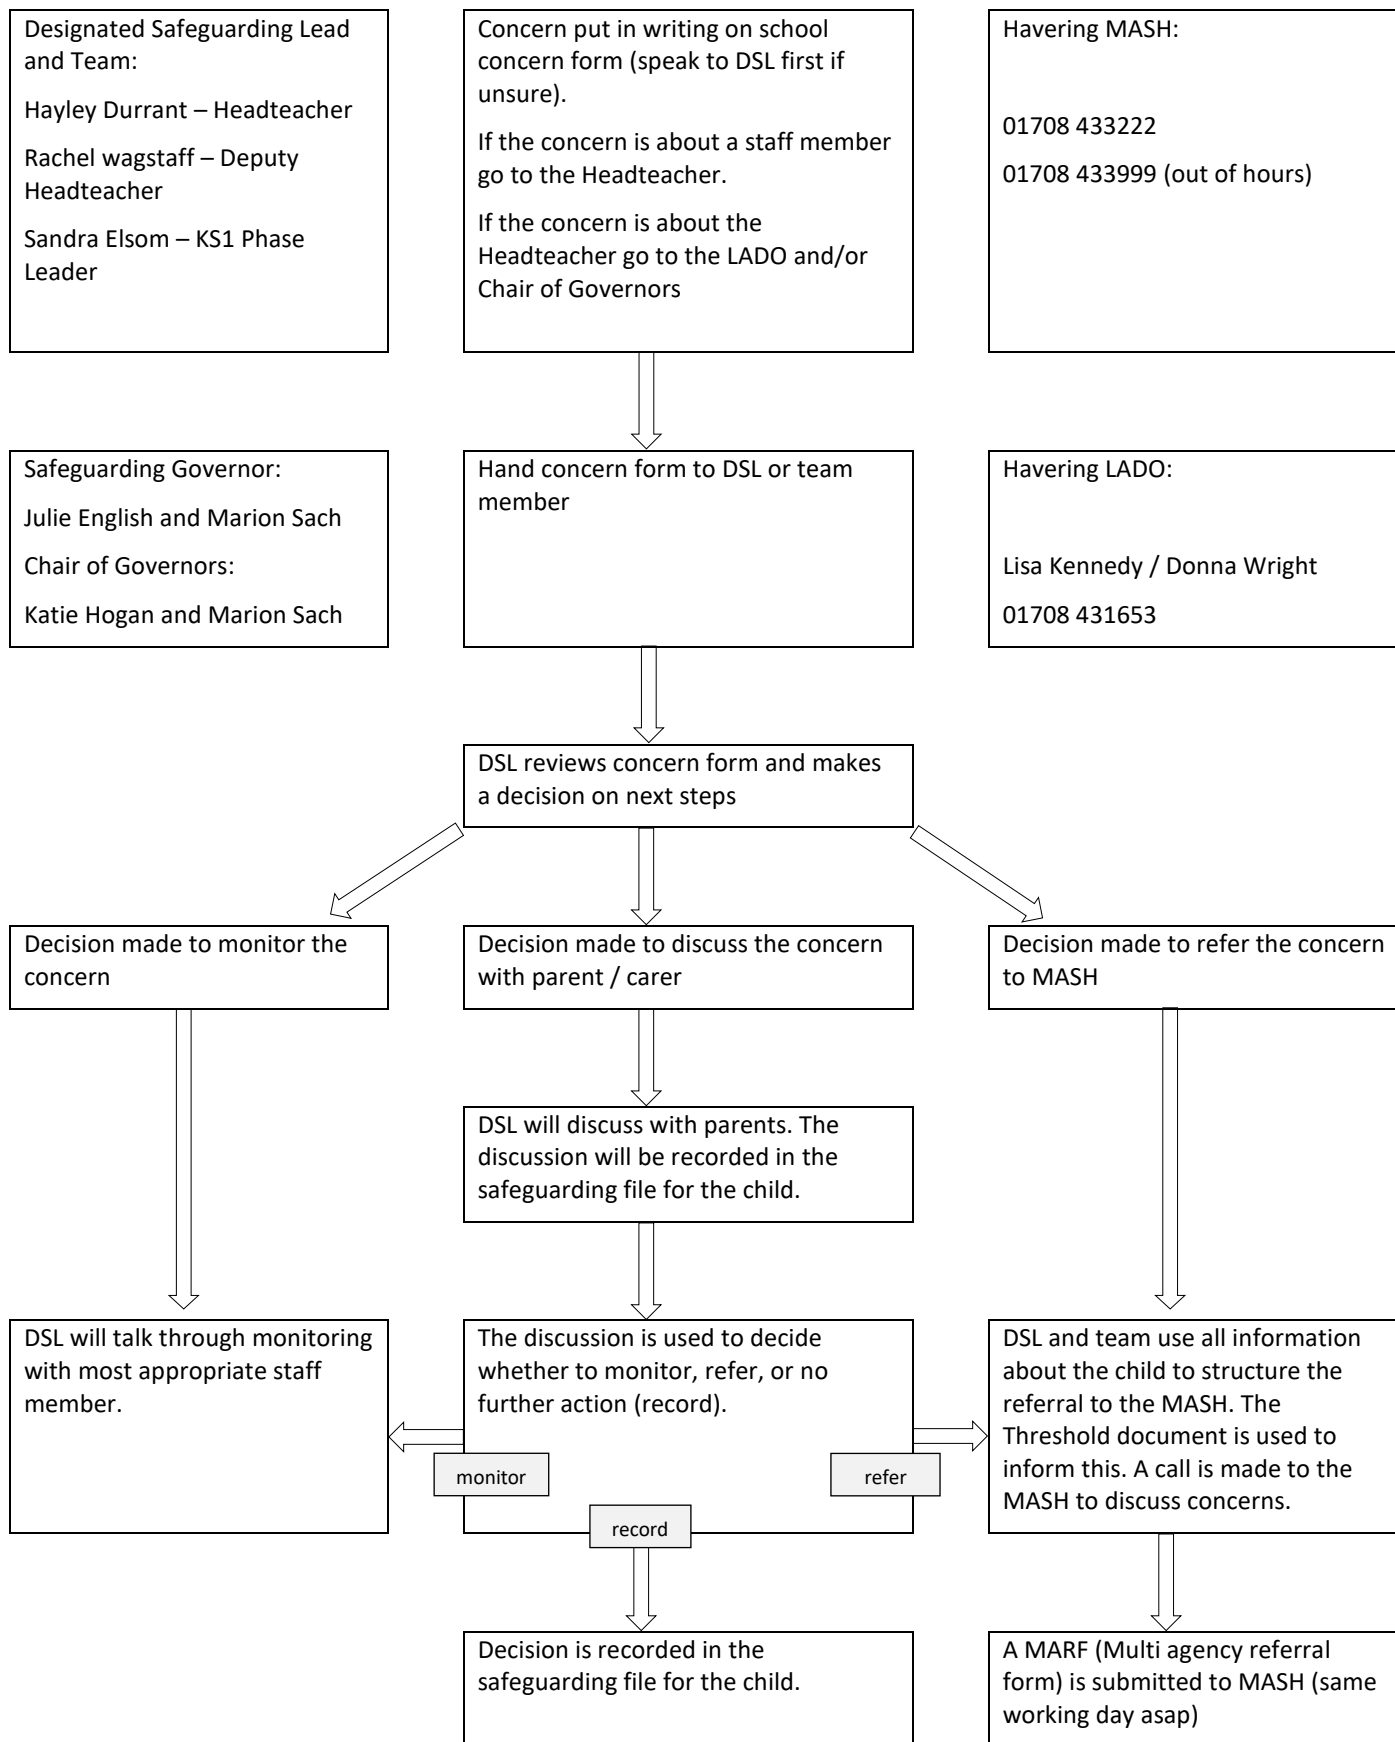 Designated Safeguarding Lead
and Team:
Hayley Durrant – Headteacher
Rachel wagstaff – Deputy
Headteacher
Sandra Elsom – KS1 Phase
Leader
Concern put in writing on school
concern form (speak to DSL first if
unsure).
If the concern is about a staff member
go to the Headteacher.
If the concern is about the
Headteacher go to the LADO and/or
Chair of Governors
Havering MASH:
01708 433222
01708 433999 (out of hours)
Safeguarding Governor:
Julie English and Marion Sach
Chair of Governors:
Katie Hogan and Marion Sach
Hand concern form to DSL or team
member
Havering LADO:
Lisa Kennedy / Donna Wright
01708 431653
DSL reviews concern form and makes
a decision on next steps
Decision made to monitor the
concern
Decision made to discuss the concern
with parent / carer
Decision made to refer the concern
to MASH
DSL will discuss with parents. The
discussion will be recorded in the
safeguarding file for the child.
DSL will talk through monitoring
with most appropriate staff
member.
The discussion is used to decide
whether to monitor, refer, or no
further action (record).
monitor
refer
record
DSL and team use all information
about the child to structure the
referral to the MASH. The
Threshold document is used to
inform this. A call is made to the
MASH to discuss concerns.
Decision is recorded in the
safeguarding file for the child.
A MARF (Multi agency referral
form) is submitted to MASH (same
working day asap)